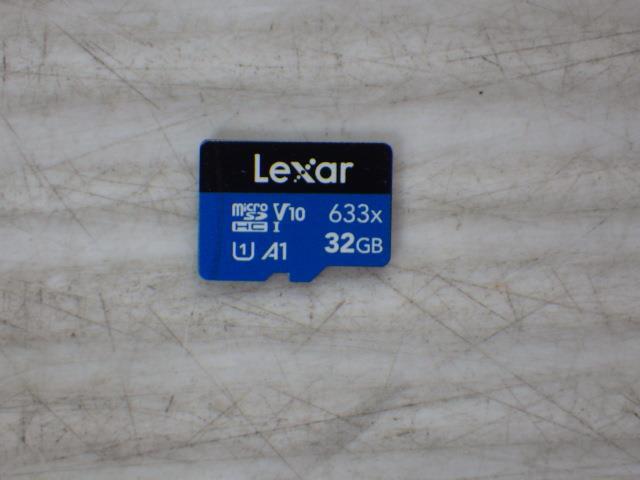 Lexar
micro SD HC I V10 633x
U1 A1 32GB